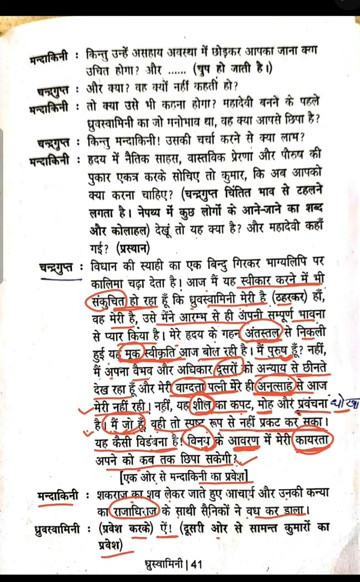 मन्दाकिनी : किन्तु उन्हें असहाय अवस्था में छोड़कर आपका जाना क्या
उचित होगा? और ...... (चुप हो जाती है।)
चन्द्रगुप्त : और क्या? वह क्यों नहीं कहती हो?
मन्दाकिनी : तो क्या उसे भी कहना होगा? महादेवी बनने के पहले
ध्रुवस्वामिनी का जो मनोभाव था, वह क्या आपसे छिपा है?
चन्द्रगुप्त : किन्तु मन्दाकिनी! उसकी चर्चा करने से क्या लाभ?
मन्दाकिनी : हृदय में नैतिक साहस, वास्तविक प्रेरणा और पौरुष की
पुकार एकत्र करके सोचिए तो कुमार, कि अब आपको
क्या करना चाहिए? (चन्द्रगुप्त चिंतित भाव से टहलने
लगता है। नेपथ्य में कुछ लोगों के आने-जाने का शब्द
और कोलाहल) देखूं तो यह क्या है? और महादेवी कहाँ
गईं? (प्रस्थान)
चन्द्रगुप्त : विधान की स्याही का एक बिन्दु गिरकर भाग्यलिपि पर
कालिमा चढ़ा देता है। आज मैं यह स्वीकार करने में भी
संकुचित हो रहा हूँ कि ध्रुवस्वामिनी मेरी है (ठहरकर) हाँ,
वह मेरी है, उसे मैंने आरम्भ से ही अपनी सम्पूर्ण भावना
से प्यार किया है। मेरे हृदय के गहन अंतस्तल से निकली
हुई यह मूक स्वीकृति आज बोल रही है। मैं पुरुष हूँ? नहीं,
मैं अपना वैभव और अधिकार दूसरों को अन्याय से छीनते
देख रहा हूँ और मेरी वाग्दत्ता पत्नी मेरे ही अनुत्साह से आज
मेरी नहीं रही। नहीं, यह शील का कपट, मोह और प्रवंचना
है। मैं जो हूँ वही तो स्पष्ट रूप से नहीं प्रकट कर सका।
यह कैसी विडंबना है! विनय के आवरण में मेरी कायरता
अपने को कब तक छिपा सकेगी?
[एक ओर से मन्दाकिनी का प्रवेश]
मन्दाकिनी : शकराज का शव लेकर जाते हुए आचार्य और उनकी कन्या
का राजाधिराज के साथी सैनिकों ने वध कर डाला।
ध्रुवस्वामिनी : (प्रवेश करके) ऐं! (दूसरी ओर से सामन्त कुमारों का
प्रवेश)
ध्रुवस्वामिनी | 41